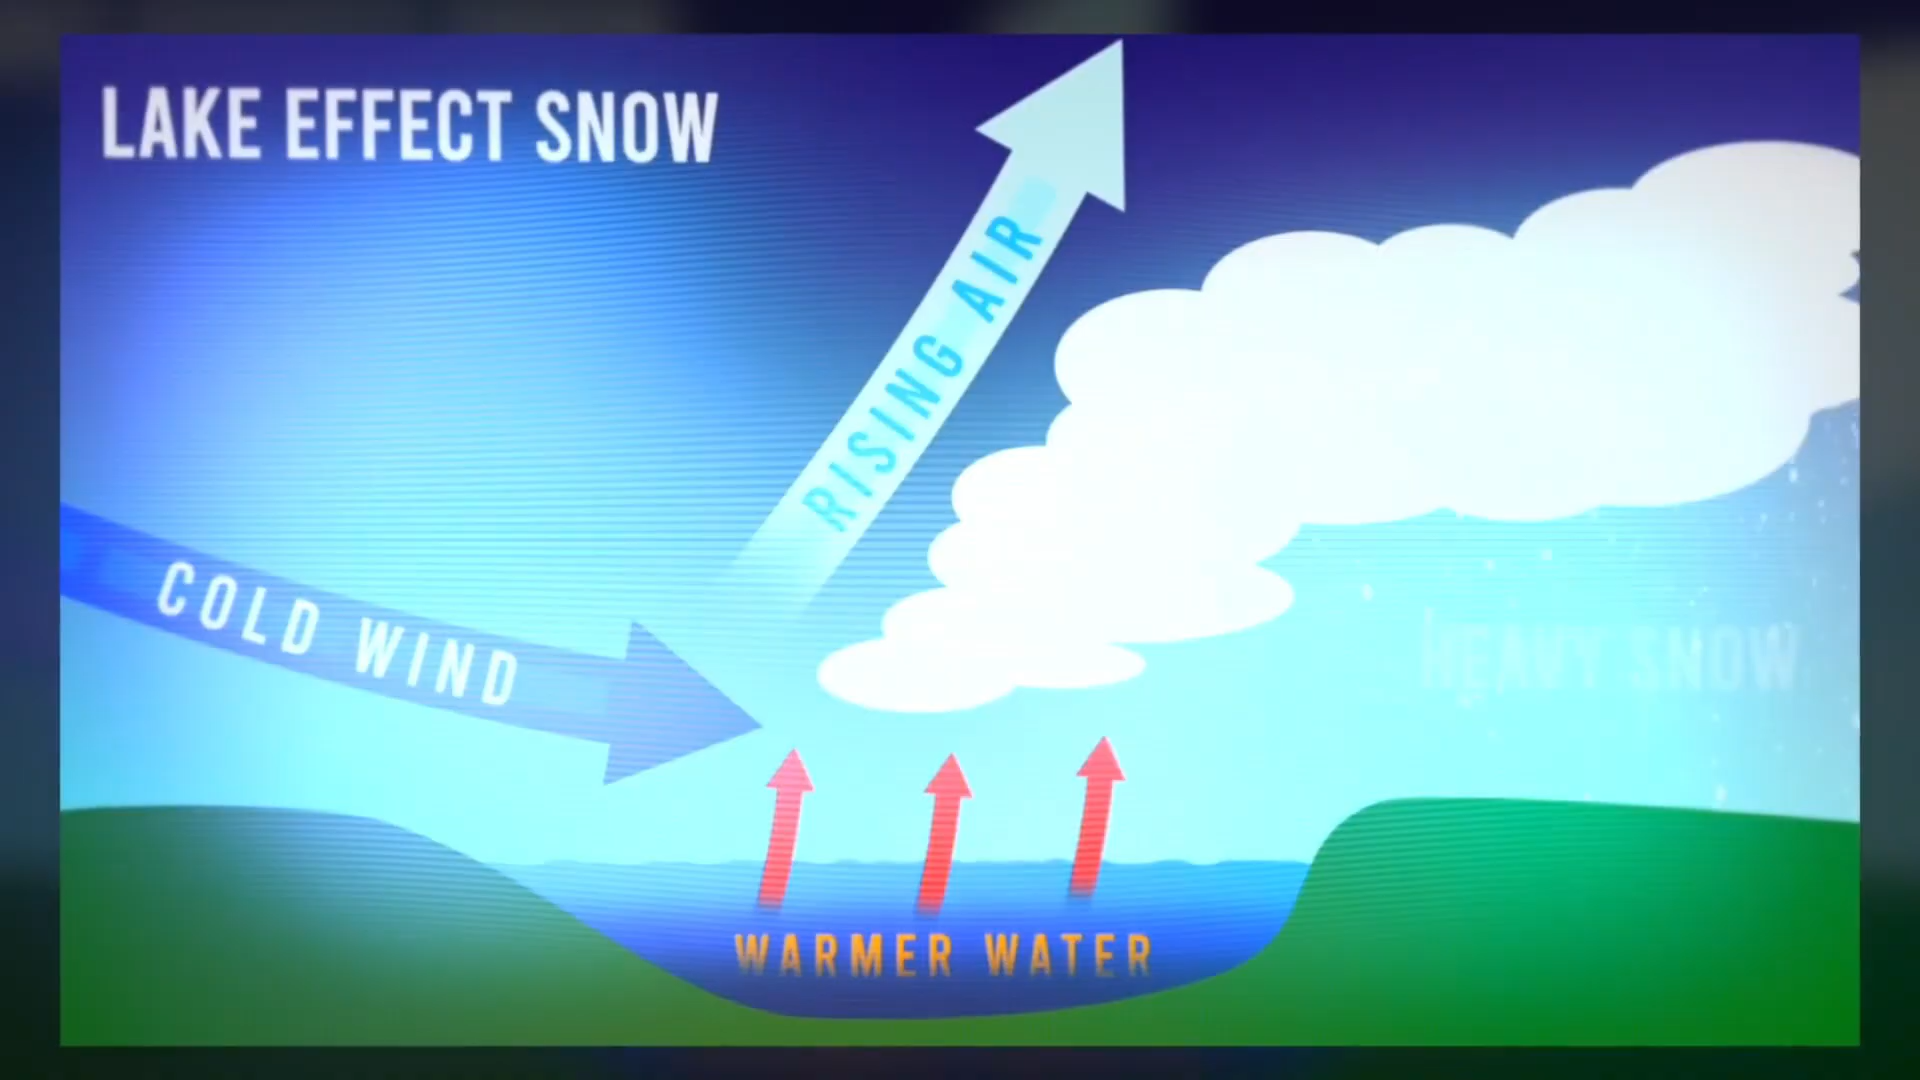 LAKE EFFECT SNOW
RISING AIR
COLD WIND
HEAVY SNOW
WARMER WATER